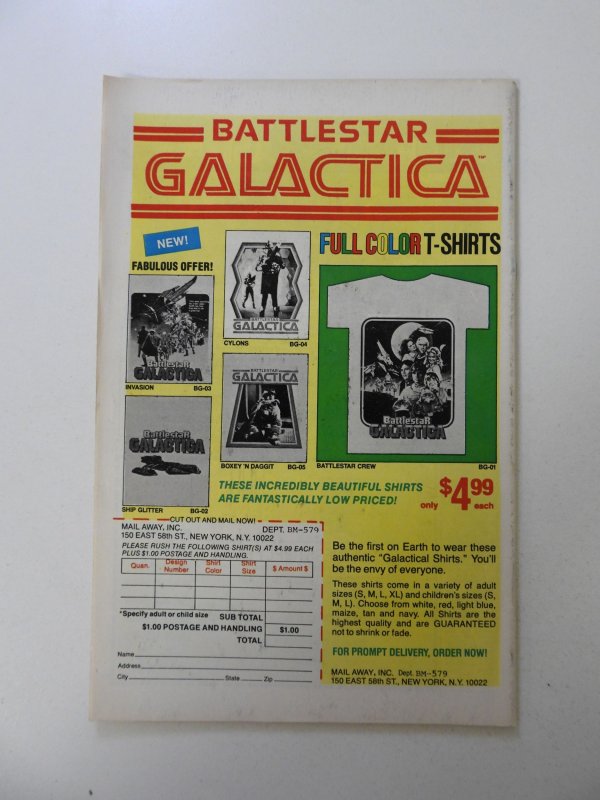 BATTLESTAR
GALACTICA™
NEW!
FABULOUS OFFER!
FULL COLOR T-SHIRTS
BATTLESTAR
GALACTICA
CYLONS BG-04
BattlestaR
GALACTICA
INVASION BG-03
BATTLESTAR
GALACTICA
BOXEY 'N DAGGIT BG-05
BattlestaR
GALACTICA
BATTLESTAR CREW BG-01
BattlestaR
GALACTICA
SHIP GLITTER BG-02
THESE INCREDIBLY BEAUTIFUL SHIRTS
ARE FANTASTICALLY LOW PRICED!
only $4.99 each
CUT OUT AND MAIL NOW!
MAIL AWAY, INC. DEPT. BM-579
150 EAST 58th ST., NEW YORK, N.Y. 10022
PLEASE RUSH THE FOLLOWING SHIRT(S) AT $4.99 EACH
PLUS $1.00 POSTAGE AND HANDLING.
Quan. Design Number Shirt Color Shirt Size $ Amount $
*Specify adult or child size SUB TOTAL
$1.00 POSTAGE AND HANDLING $1.00
TOTAL
Name
Address
City State Zip
Be the first on Earth to wear these
authentic "Galactical Shirts." You'll
be the envy of everyone.
These shirts come in a variety of adult
sizes (S, M, L, XL) and children's sizes (S,
M, L). Choose from white, red, light blue,
maize, tan and navy. All Shirts are the
highest quality and are GUARANTEED
not to shrink or fade.
FOR PROMPT DELIVERY, ORDER NOW!
MAIL AWAY, INC. Dept. BM-579
150 EAST 58th ST., NEW YORK, N.Y. 10022